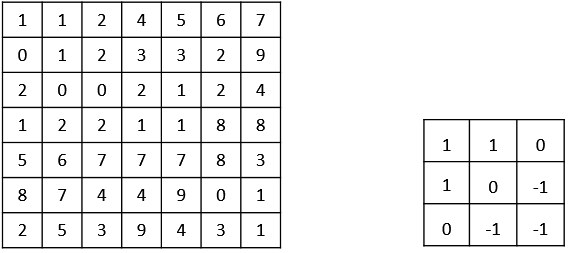 1 1 2 4 5 6 7
0 1 2 3 3 2 9
2 0 0 2 1 2 4
1 2 2 1 1 8 8
5 6 7 7 7 8 3
8 7 4 4 9 0 1
2 5 3 9 4 3 1
1 1 0
1 0 -1
0 -1 -1